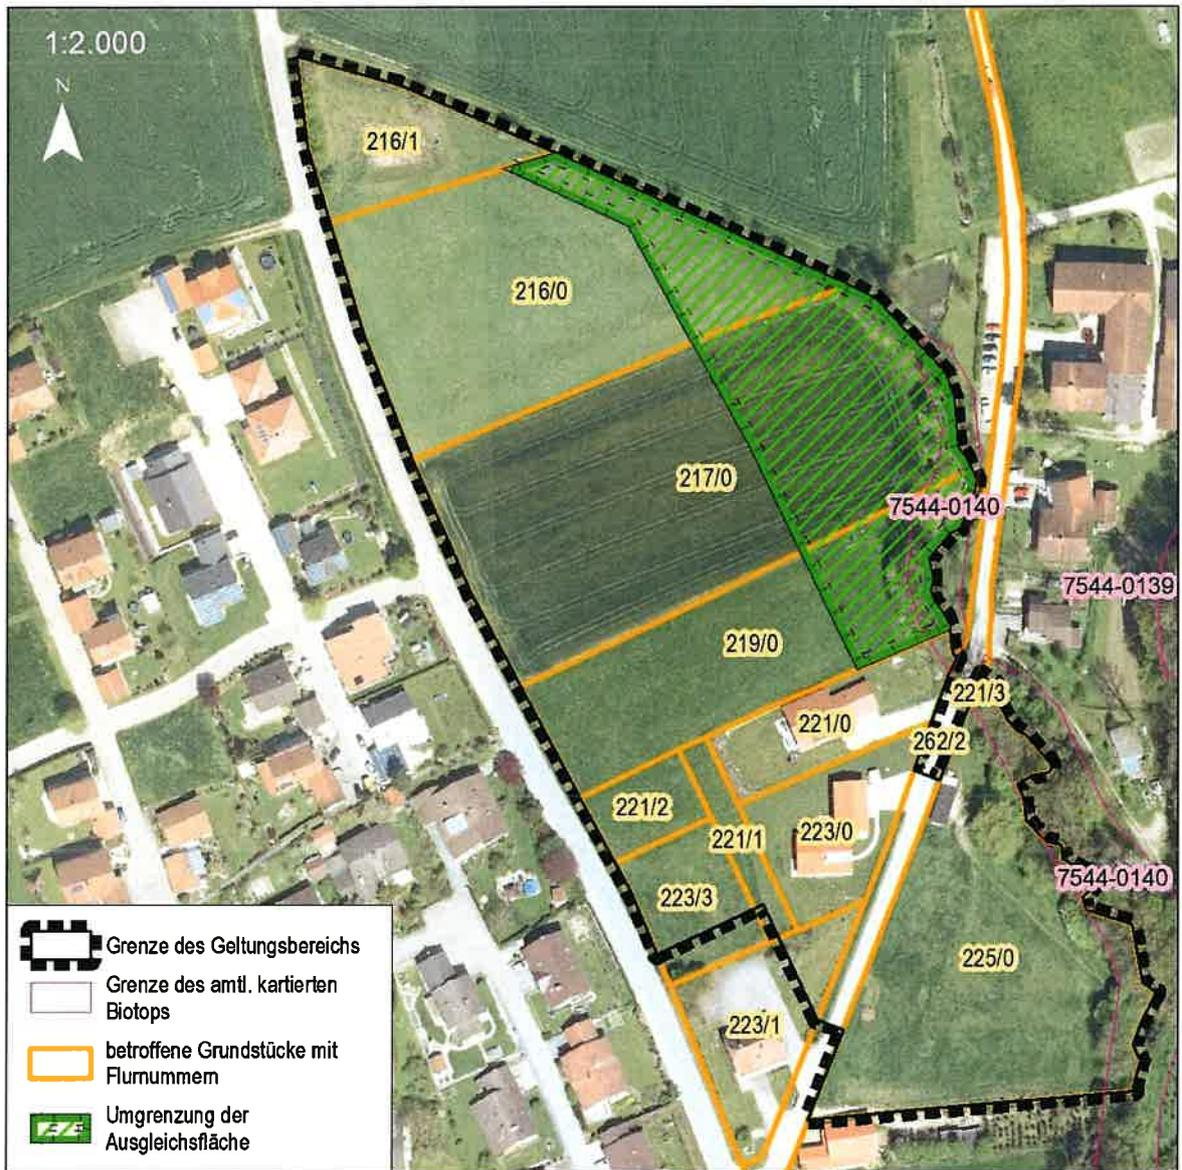 1:2.000
N
216/1
216/0
217/0
7544-0140
7544-0139
219/0
221/3
221/0
262/2
221/2
221/1
223/0
7544-0140
223/3
225/0
223/1
Grenze des Geltungsbereichs
Grenze des amtl. kartierten
Biotops
betroffene Grundstücke mit
Flurnummern
Umgrenzung der
Ausgleichsfläche